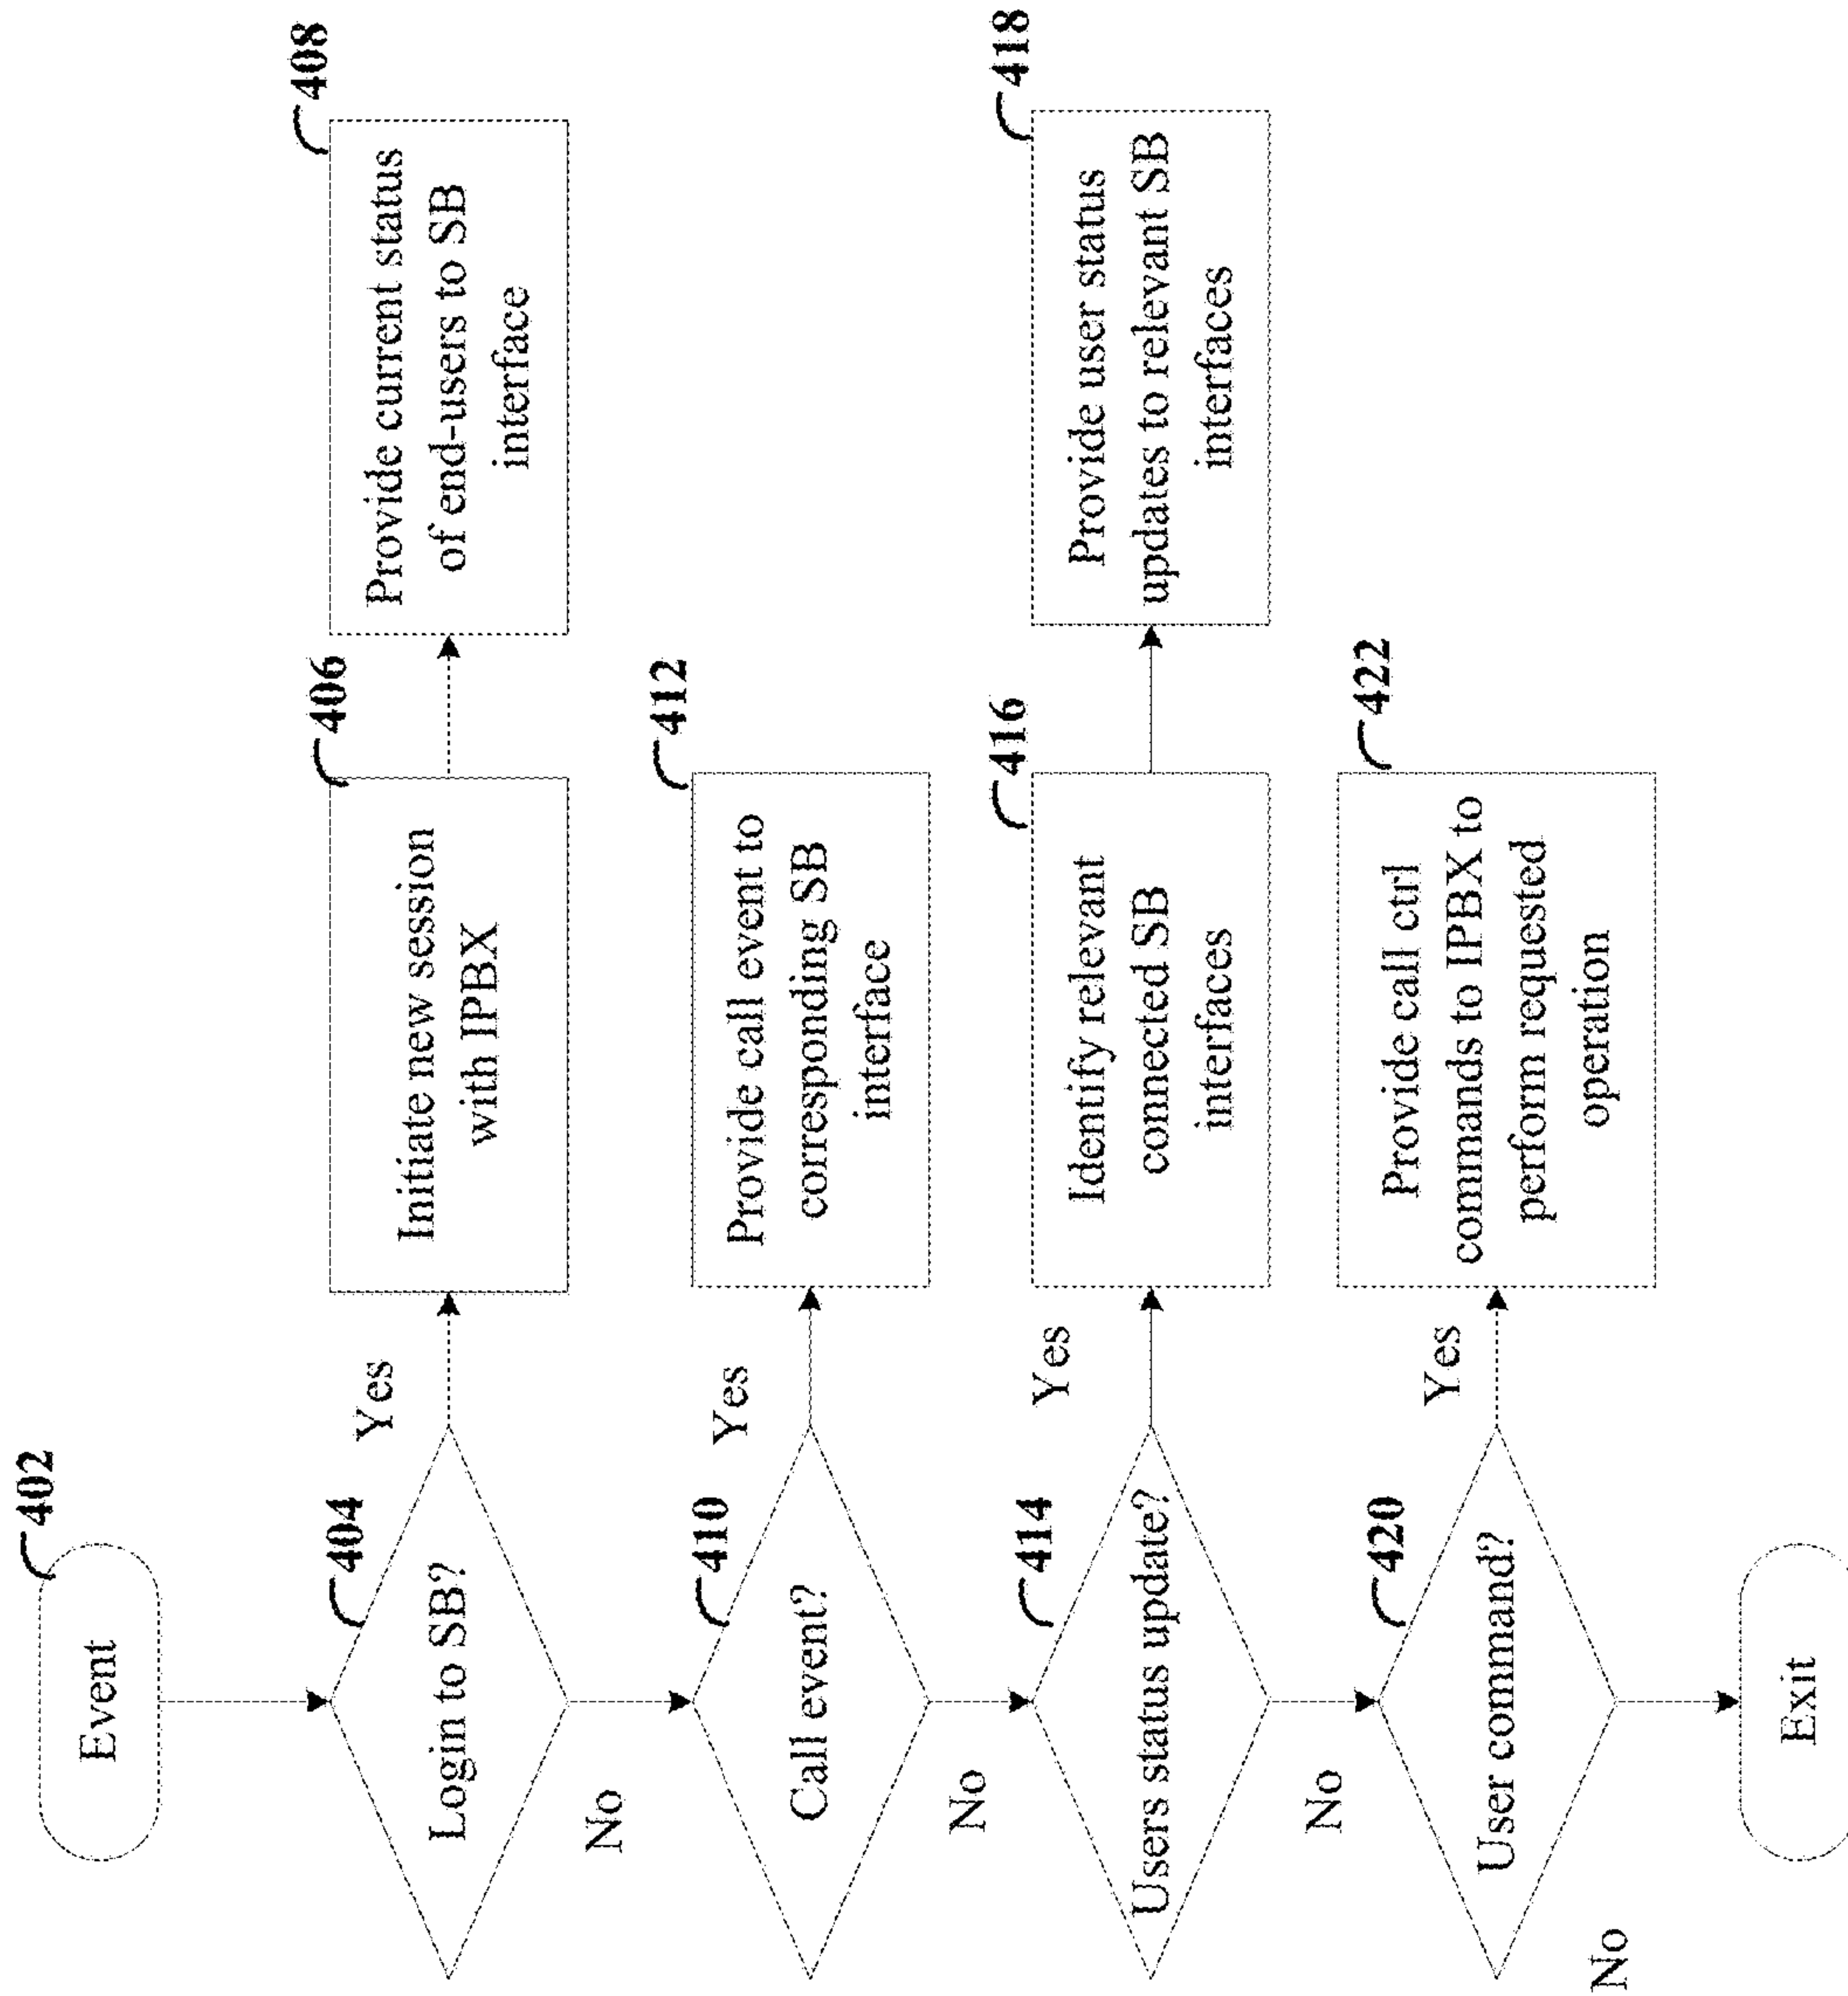 402
Event
404
Login to SB?
Yes
No
406
Initiate new session
with IPBX
408
Provide current status
of end-users to SB
interface
410
Call event?
Yes
No
412
Provide call event to
corresponding SB
interface
414
Users status update?
Yes
No
416
Identify relevant
connected SB
interfaces
418
Provide user status
updates to relevant SB
interfaces
420
User command?
Yes
No
422
Provide call ctrl
commands to IPBX to
perform requested
operation
Exit